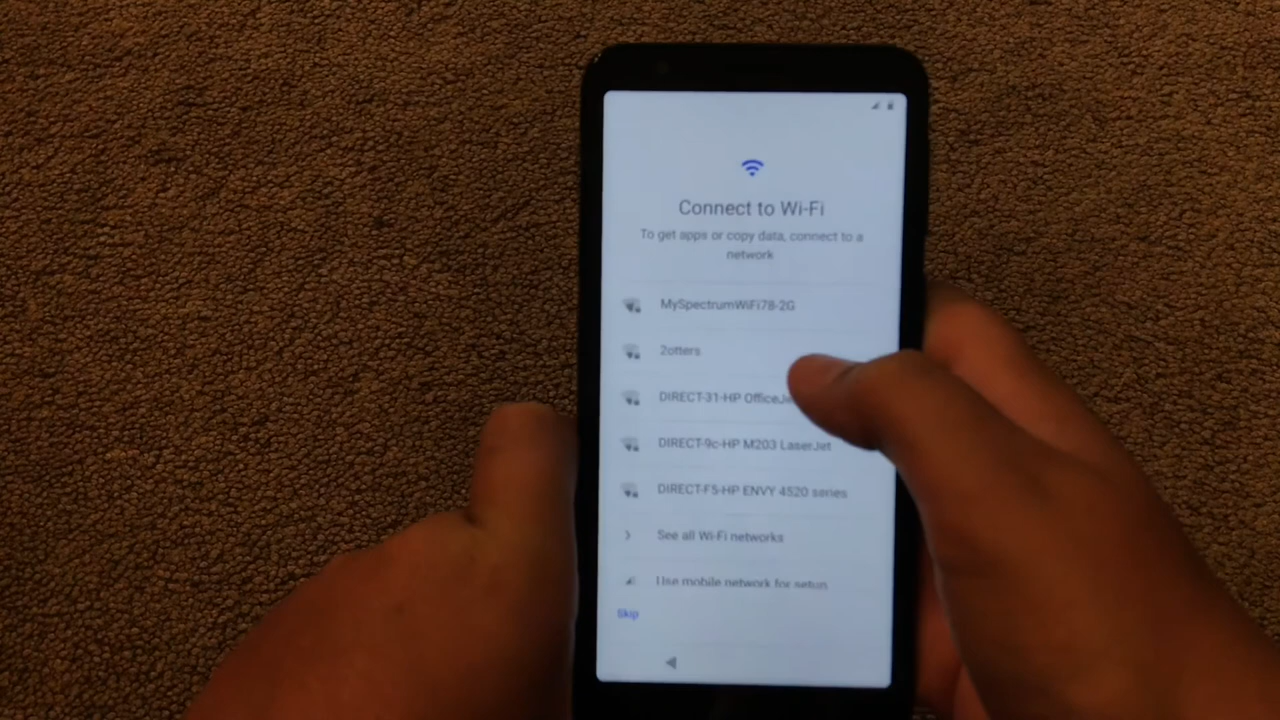 Connect to Wi-Fi
To get apps or copy data, connect to a
network
MySpectrumWiFi78-2G
2otters
DIRECT-31-HP OfficeJe
DIRECT-9c-HP M203 LaserJet
DIRECT-F5-HP ENVY 4520 series
See all Wi-Fi networks
Use mobile network for setup
Skip